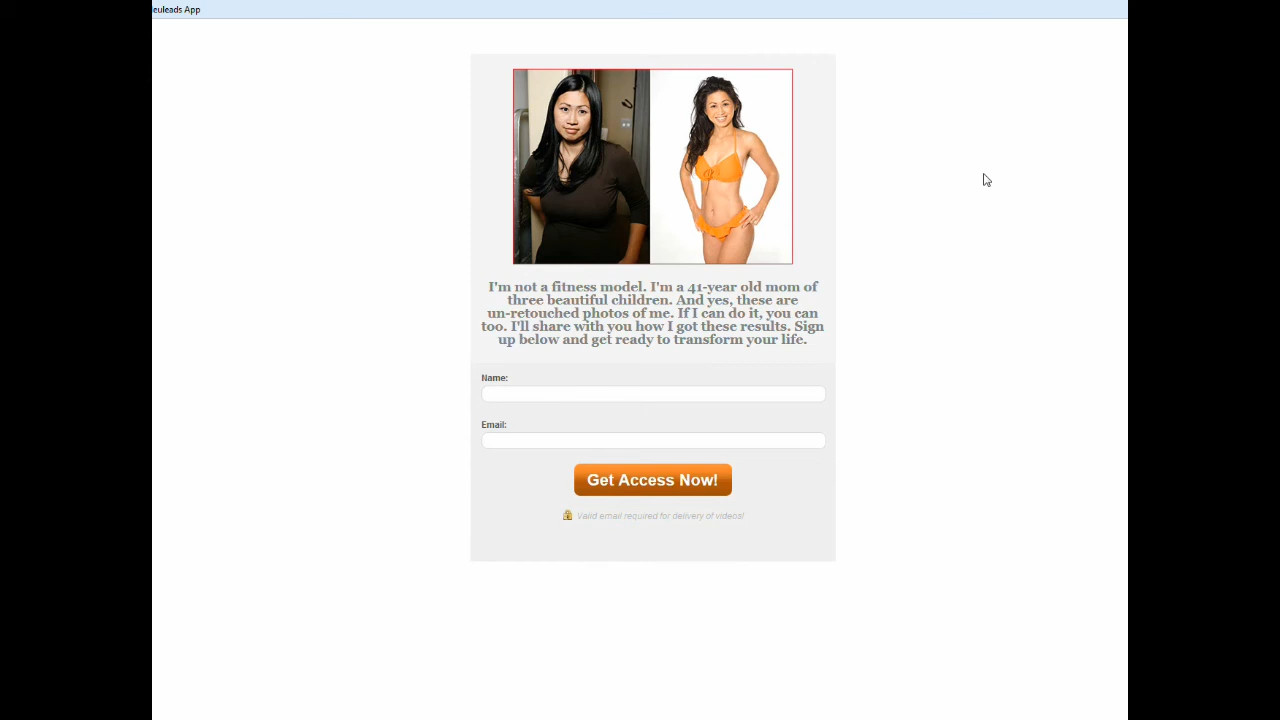 euleads App
I'm not a fitness model. I'm a 41-year old mom of
three beautiful children. And yes, these are
un-retouched photos of me. If I can do it, you can
too. I'll share with you how I got these results. Sign
up below and get ready to transform your life.
Name:
Email:
Get Access Now!
Valid email required for delivery of videos!